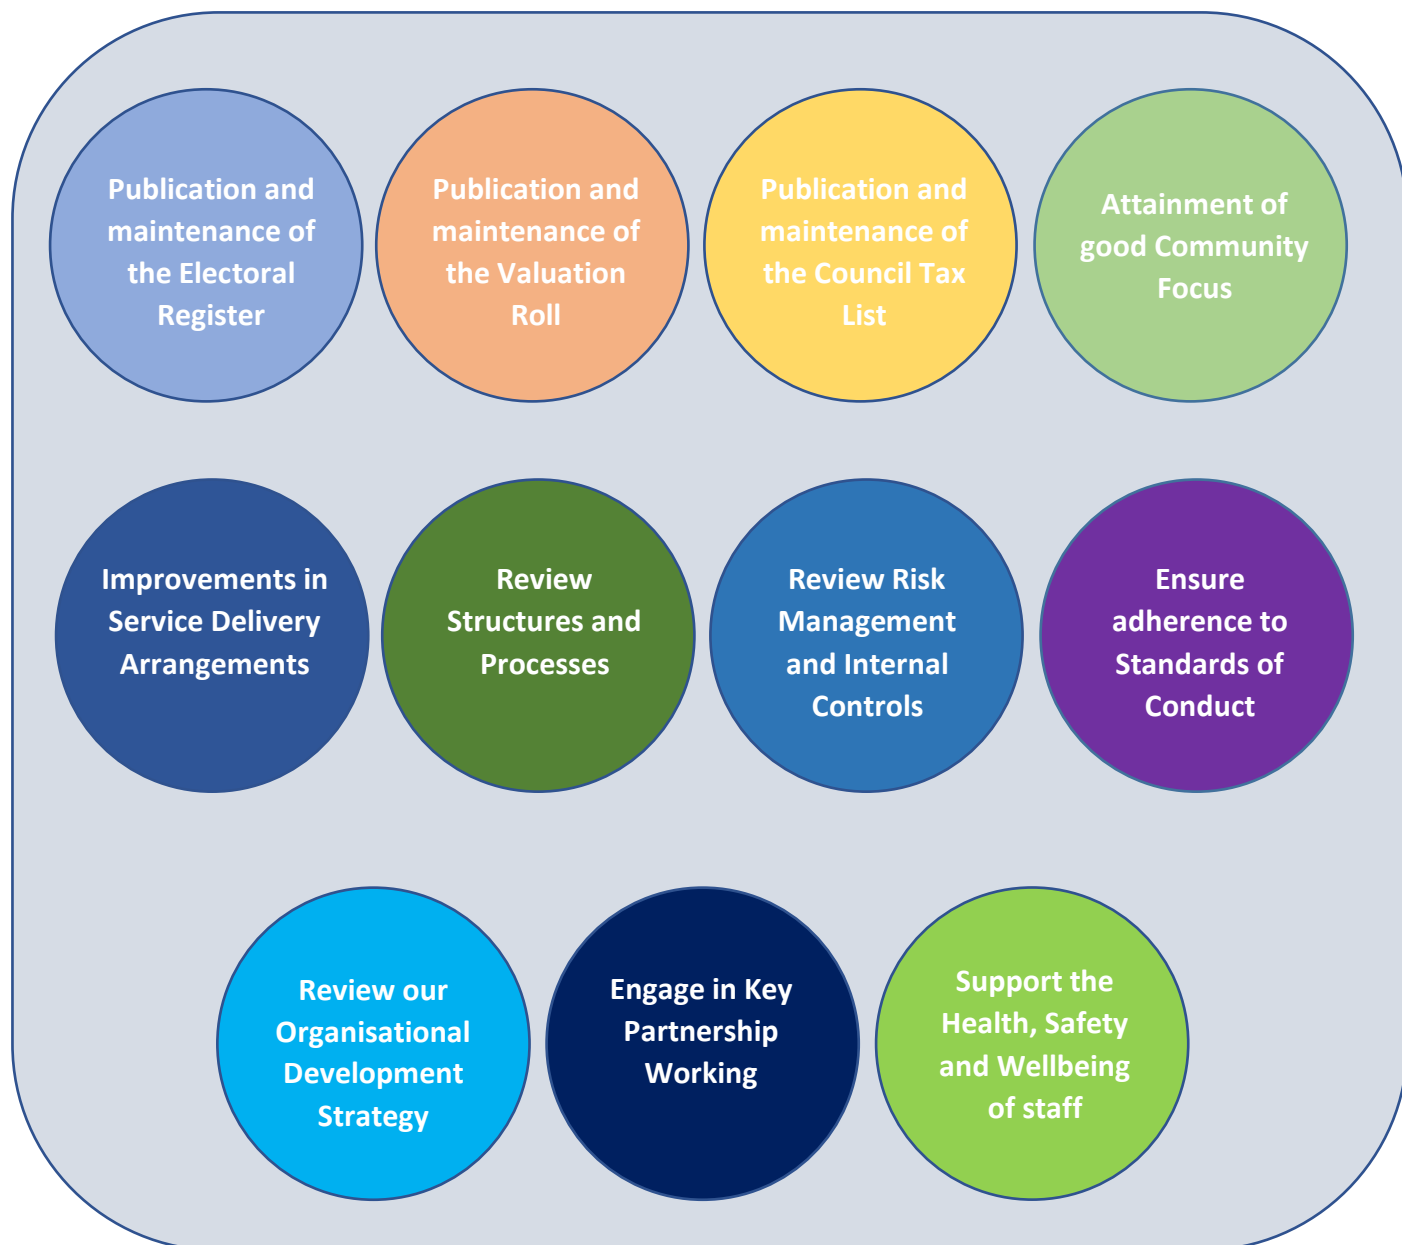 Publication and
maintenance of
the Electoral
Register
Publication and
maintenance of
the Valuation
Roll
Publication and
maintenance of
the Council Tax
List
Attainment of
good Community
Focus
Improvements in
Service Delivery
Arrangements
Review
Structures and
Processes
Review Risk
Management
and Internal
Controls
Ensure
adherence to
Standards of
Conduct
Review our
Organisational
Development
Strategy
Engage in Key
Partnership
Working
Support the
Health, Safety
and Wellbeing
of staff